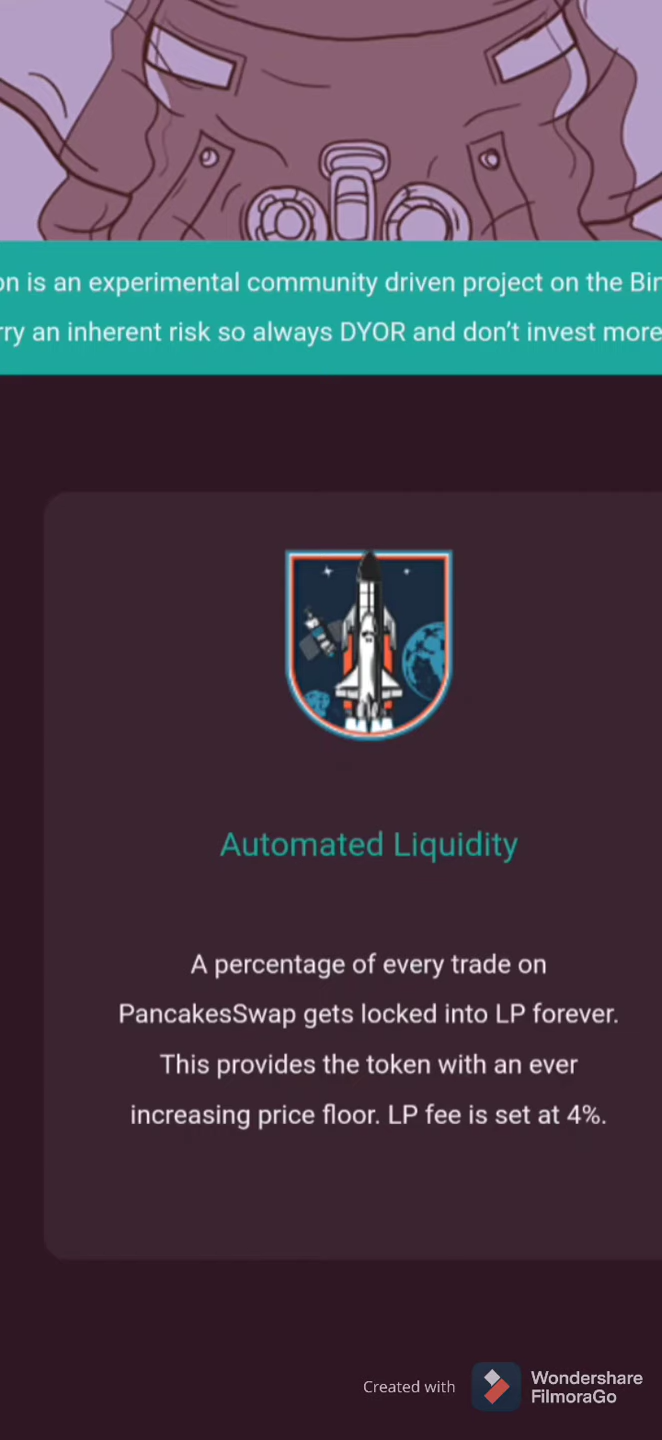 on is an experimental community driven project on the Bin
rry an inherent risk so always DYOR and don’t invest more
Automated Liquidity
A percentage of every trade on
PancakesSwap gets locked into LP forever.
This provides the token with an ever
increasing price floor. LP fee is set at 4%.
Created with
Wondershare
FilmoraGo